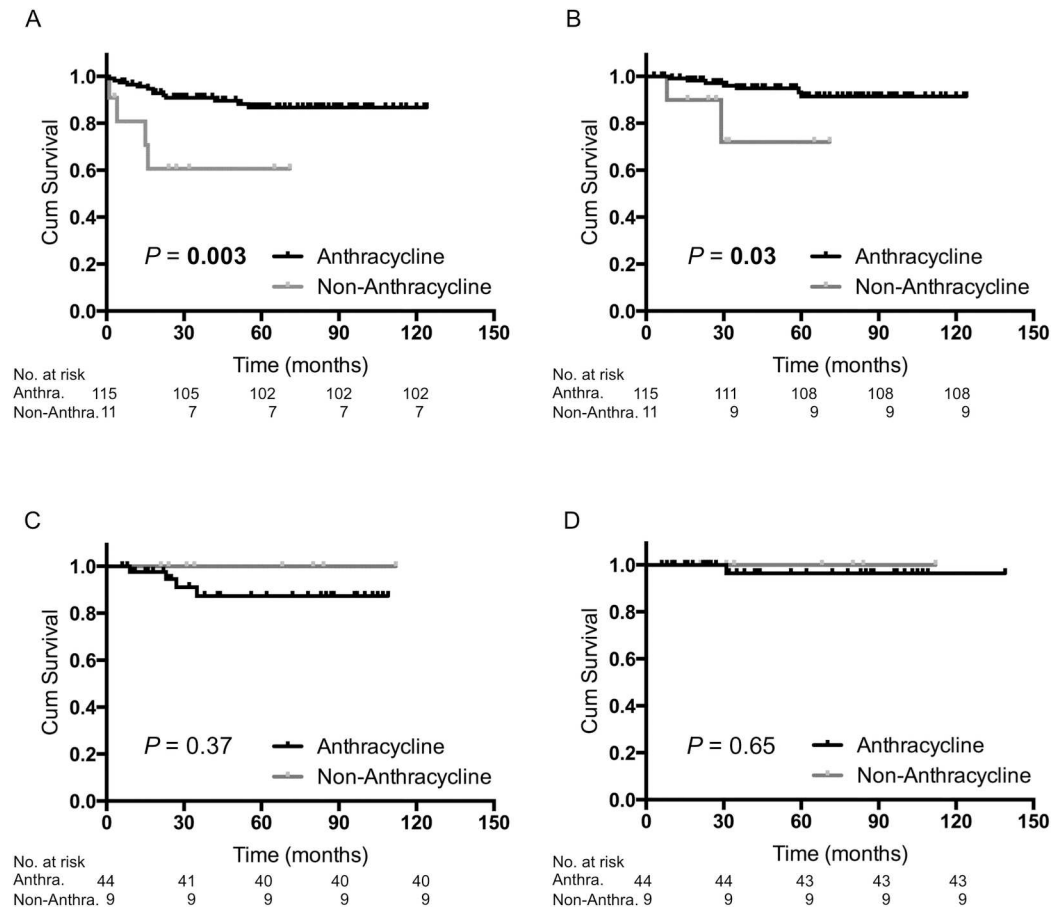 A
Cum Survival
1.0
0.8
0.6
0.4
0.2
0.0
P = 0.003
Anthracycline
Non-Anthracycline
0 30 60 90 120 150
Time (months)
No. at risk
Anthra. 115 105 102 102 102
Non-Anthra. 11 7 7 7 7
B
Cum Survival
1.0
0.8
0.6
0.4
0.2
0.0
P = 0.03
Anthracycline
Non-Anthracycline
0 30 60 90 120 150
Time (months)
No. at risk
Anthra. 115 111 108 108 108
Non-Anthra. 11 9 9 9 9
C
Cum Survival
1.0
0.8
0.6
0.4
0.2
0.0
P = 0.37
Anthracycline
Non-Anthracycline
0 30 60 90 120 150
Time (months)
No. at risk
Anthra. 44 41 40 40 40
Non-Anthra. 9 9 9 9 9
D
Cum Survival
1.0
0.8
0.6
0.4
0.2
0.0
P = 0.65
Anthracycline
Non-Anthracycline
0 30 60 90 120 150
Time (months)
No. at risk
Anthra. 44 44 43 43 43
Non-Anthra. 9 9 9 9 9